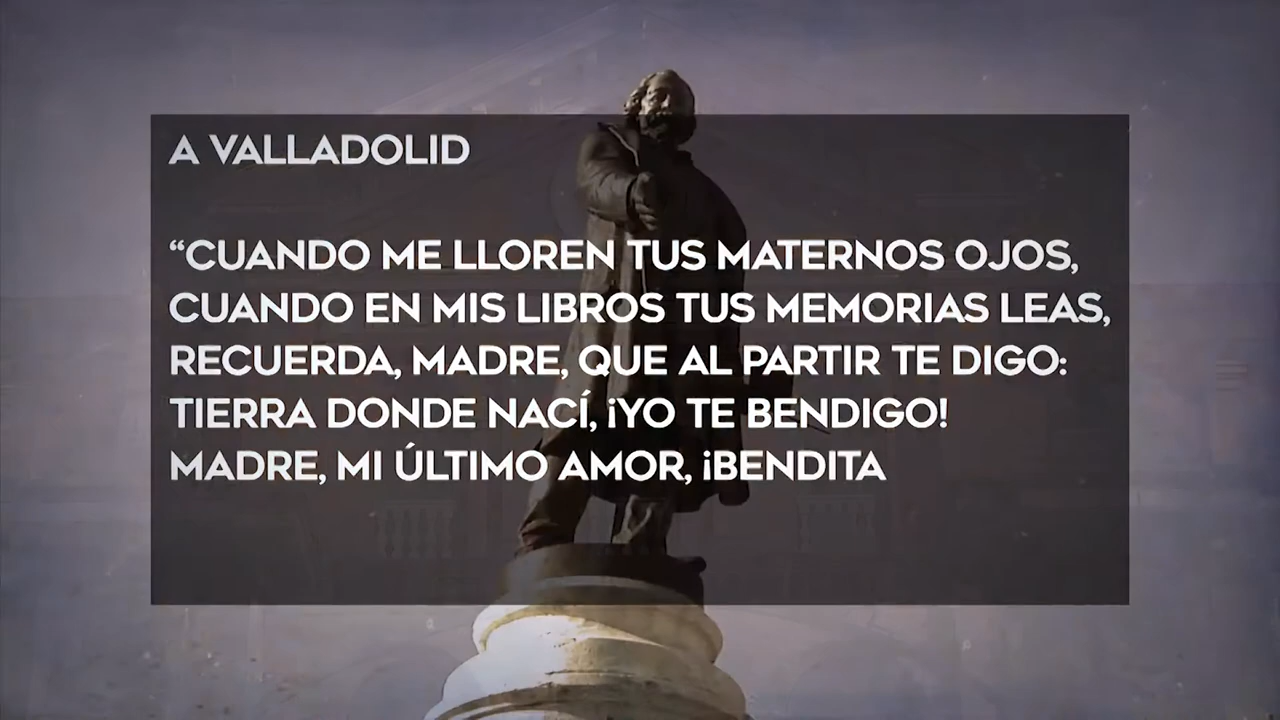 A VALLADOLID
“CUANDO ME LLOREN TUS MATERNOS OJOS,
CUANDO EN MIS LIBROS TUS MEMORIAS LEAS,
RECUERDA, MADRE, QUE AL PARTIR TE DIGO:
TIERRA DONDE NACÍ, ¡YO TE BENDIGO!
MADRE, MI ÚLTIMO AMOR, ¡BENDITA